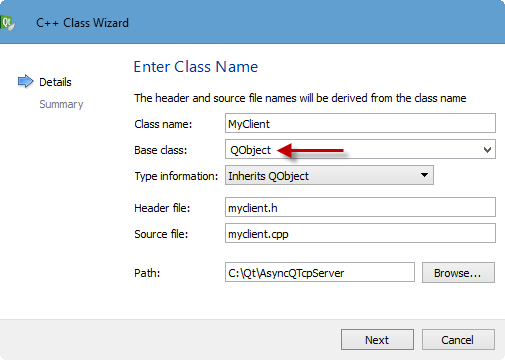 Qt C++ Class Wizard
Enter Class Name
Details
Summary
The header and source file names will be derived from the class name
Class name: MyClient
Base class: QObject
Type information: Inherits QObject
Header file: myclient.h
Source file: myclient.cpp
Path: C:\Qt\AsyncQTcpServer Browse...
Next Cancel